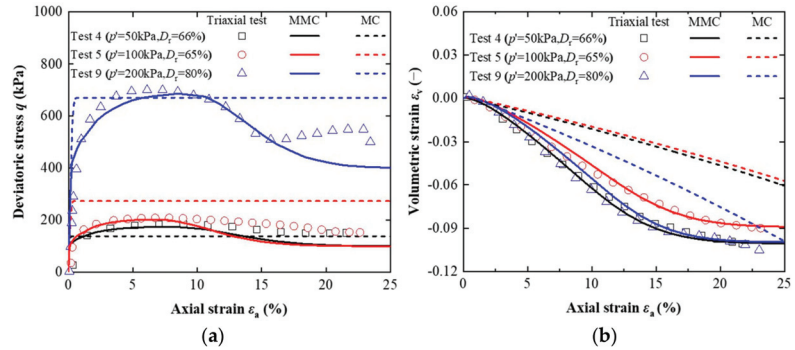 Triaxial test MMC MC
Test 4 (p'=50kPa,Dr=66%)
Test 5 (p'=100kPa,Dr=65%)
Test 9 (p'=200kPa,Dr=80%)
Deviatoric stress q (kPa)
1000
800
600
400
200
0
0 5 10 15 20 25
Axial strain εa (%)
(a)
Triaxial test MMC MC
Test 4 (p'=50kPa,Dr=66%)
Test 5 (p'=100kPa,Dr=65%)
Test 9 (p'=200kPa,Dr=80%)
Volumetric strain εv (−)
0.00
-0.03
-0.06
-0.09
-0.12
0 5 10 15 20 25
Axial strain εa (%)
(b)